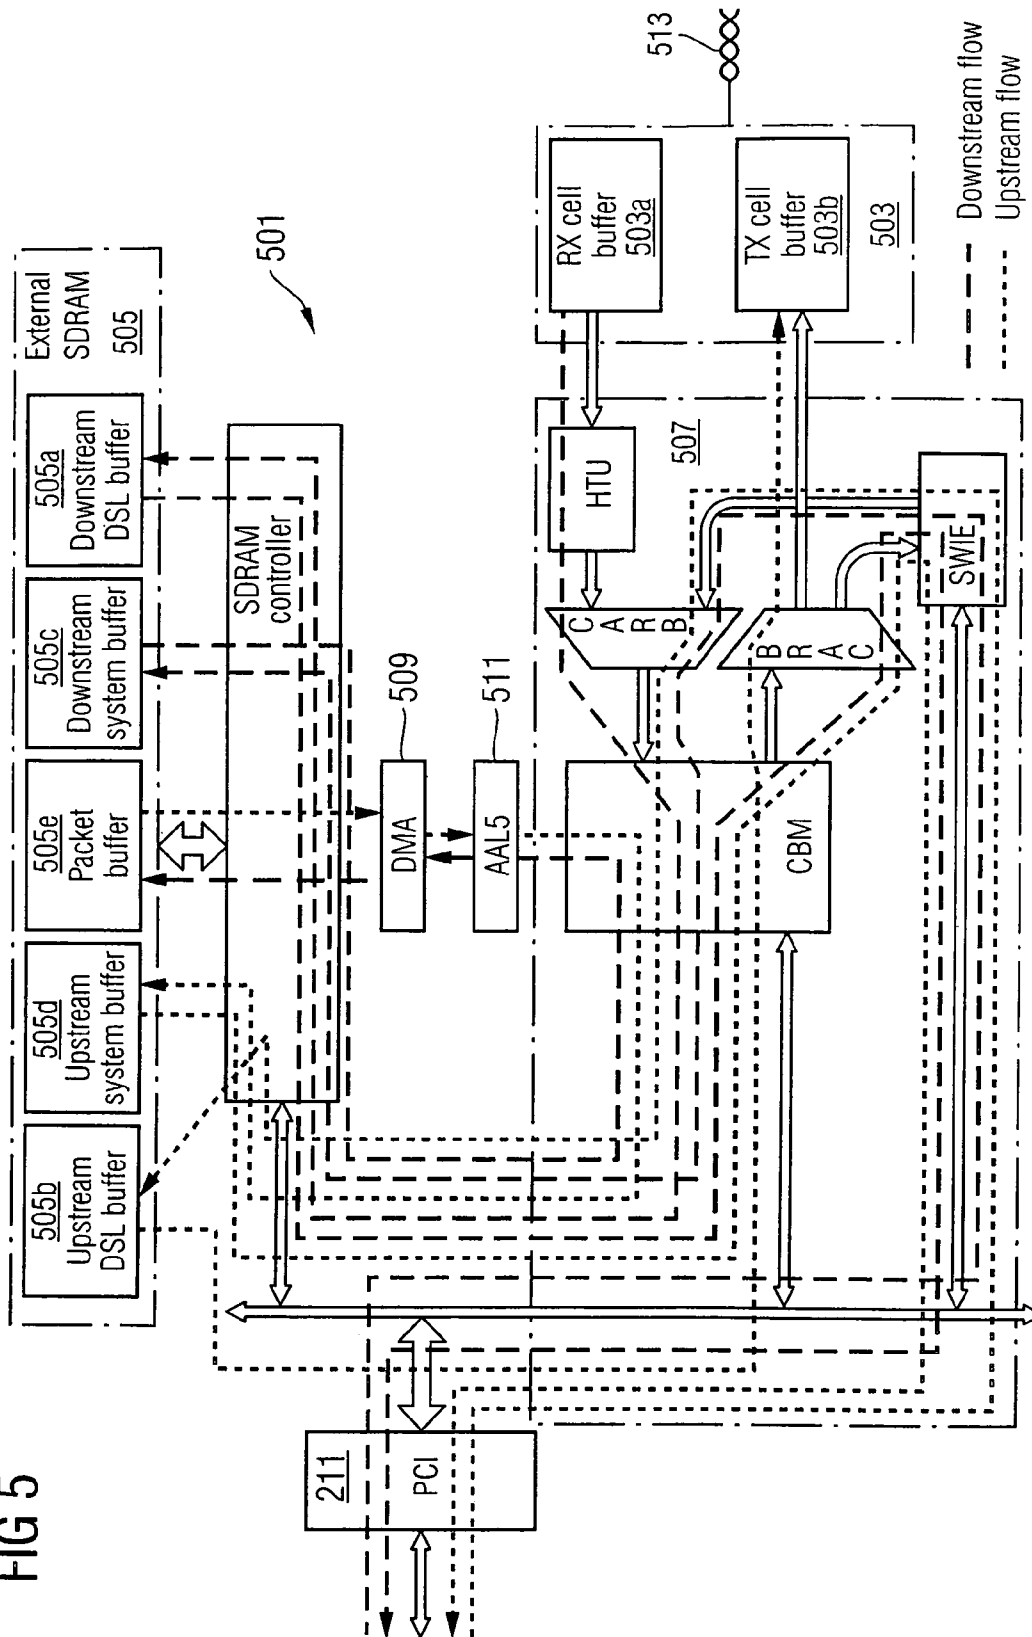 FIG 5
External
SDRAM
505
505b
Upstream
DSL buffer
505d
Upstream
system buffer
505e
Packet
buffer
505c
Downstream
system buffer
505a
Downstream
DSL buffer
SDRAM
controller
501
211
PCI
DMA
509
AAL5
511
507
CBM
CARB
BRAC
HTU
SWIE
RX cell
buffer
503a
TX cell
buffer
503b
503
513
Downstream flow
Upstream flow